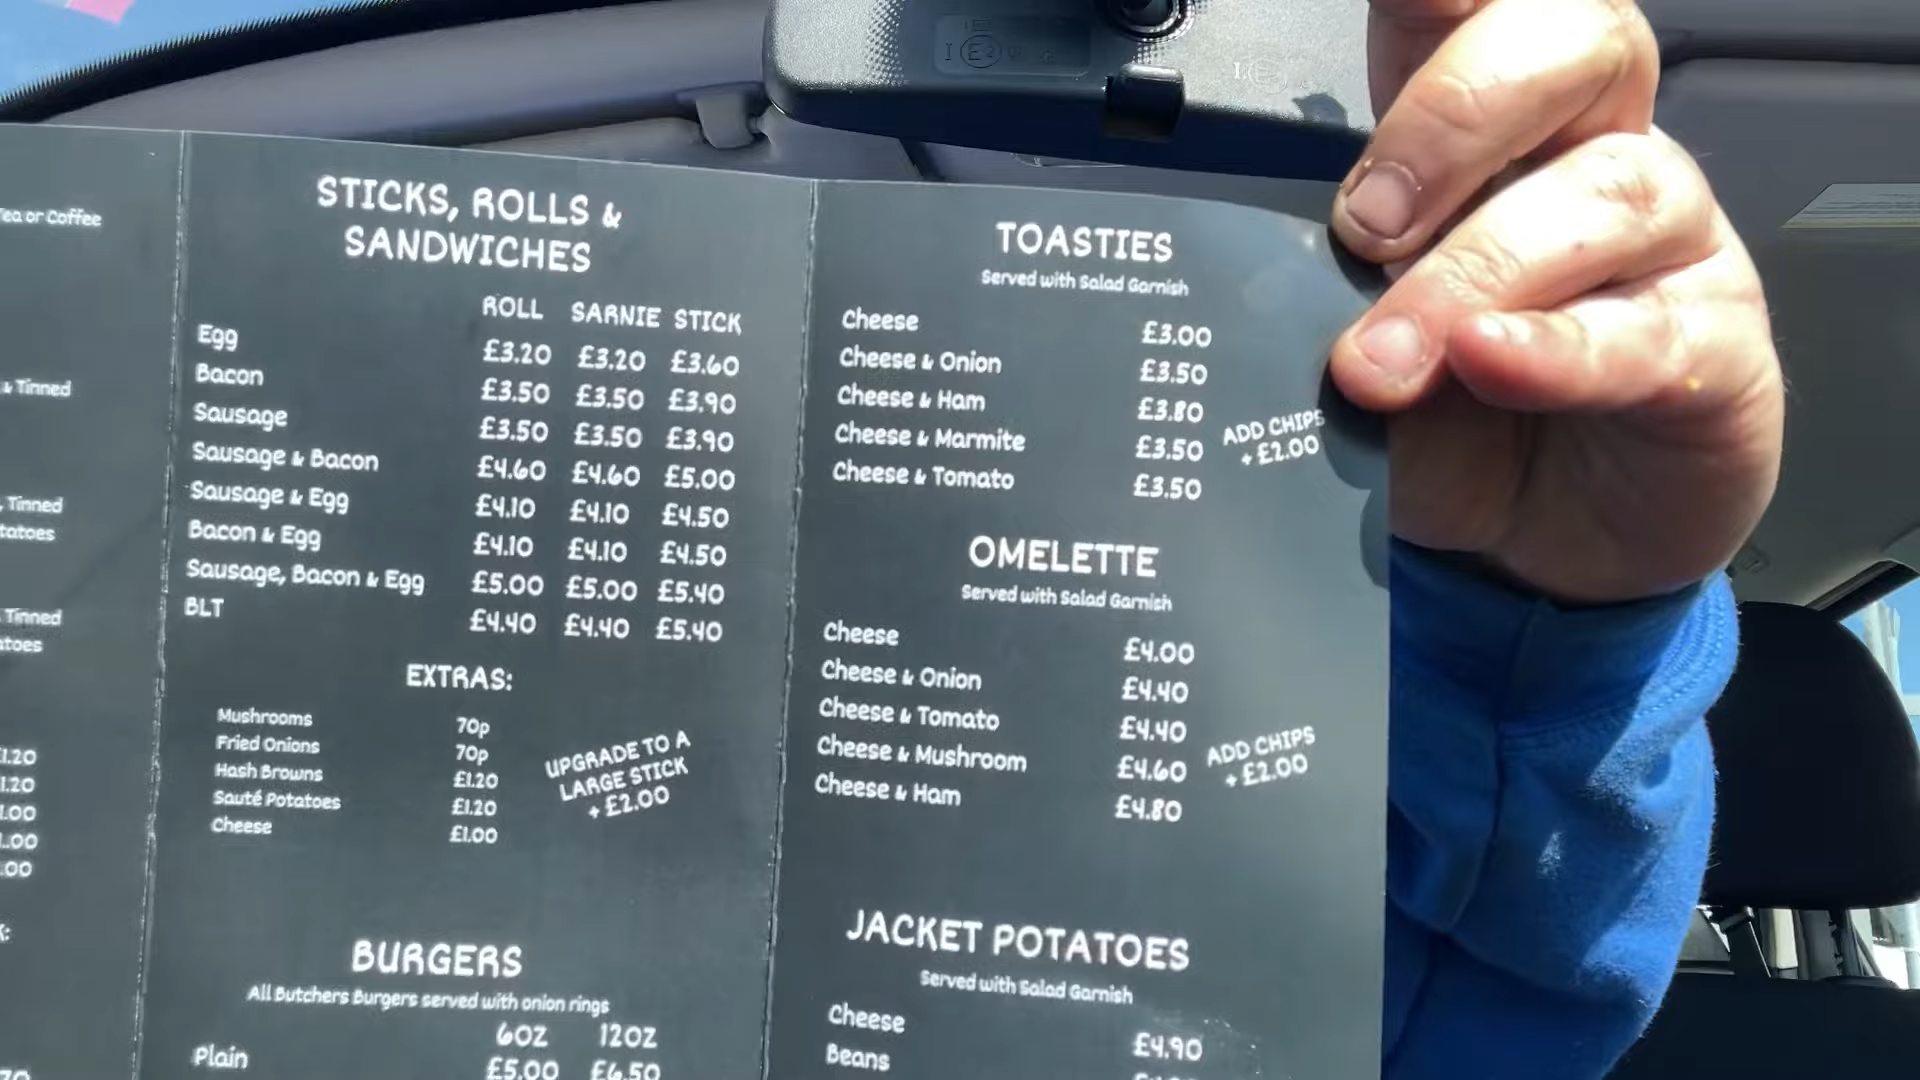 Tea or Coffee
& Tinned
Tinned
Tinned
STICKS, ROLLS &
SANDWICHES
ROLL SARNIE STICK
Egg £3.20 £3.20 £3.60
Bacon £3.50 £3.50 £3.90
Sausage £3.50 £3.50 £3.90
Sausage & Bacon £4.60 £4.60 £5.00
Sausage & Egg £4.10 £4.10 £4.50
Bacon & Egg £4.10 £4.10 £4.50
Sausage, Bacon & Egg £5.00 £5.00 £5.40
BLT £4.40 £4.40 £5.40
EXTRAS:
Mushrooms 70p
Fried Onions 70p
Hash Browns £1.20
Sauté Potatoes £1.20
Cheese £1.00
UPGRADE TO A
LARGE STICK
+ £2.00
BURGERS
All Butchers Burgers served with onion rings
6OZ 12OZ
Plain £5.00 £6.50
TOASTIES
Served with Salad Garnish
Cheese £3.00
Cheese & Onion £3.50
Cheese & Ham £3.80
Cheese & Marmite £3.50
Cheese & Tomato £3.50
ADD CHIPS
+ £2.00
OMELETTE
Served with Salad Garnish
Cheese £4.00
Cheese & Onion £4.40
Cheese & Tomato £4.40
Cheese & Mushroom £4.60
Cheese & Ham £4.80
ADD CHIPS
+ £2.00
JACKET POTATOES
Served with Salad Garnish
Cheese £4.90
Beans